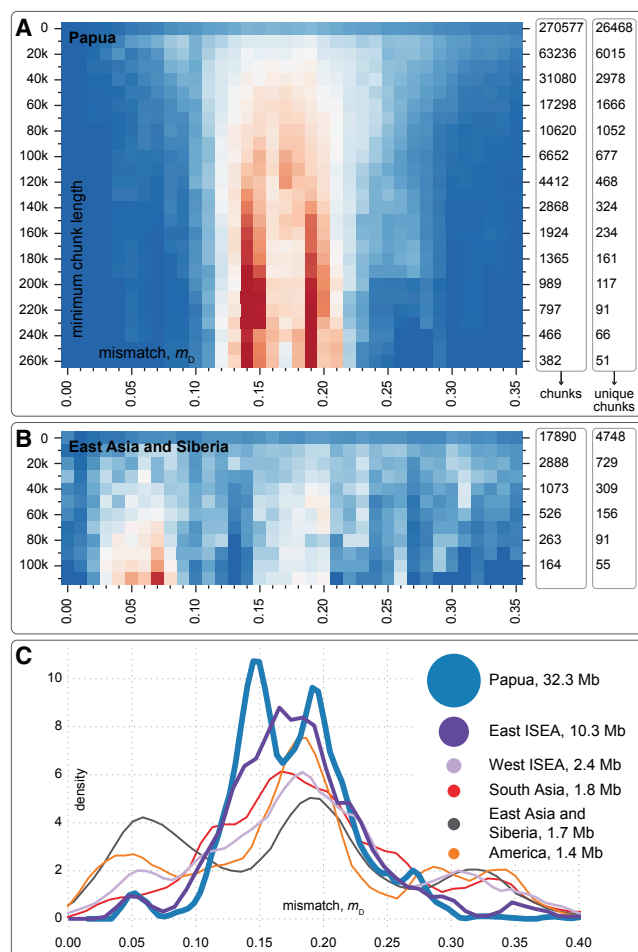 A
Papua
0
20k
40k
60k
80k
100k
120k
140k
160k
180k
200k
220k
240k
260k
minimum chunk length
mismatch, mD
0.00
0.05
0.10
0.15
0.20
0.25
0.30
0.35
270577
63236
31080
17298
10620
6652
4412
2868
1924
1365
989
797
466
382
chunks
26468
6015
2978
1666
1052
677
468
324
234
161
117
91
66
51
unique
chunks
B
East Asia and Siberia
0
20k
40k
60k
80k
100k
0.00
0.05
0.10
0.15
0.20
0.25
0.30
0.35
17890
2888
1073
526
263
164
4748
729
309
156
91
55
C
10
8
6
4
2
0
density
mismatch, mD
0.00
0.05
0.10
0.15
0.20
0.25
0.30
0.35
0.40
Papua, 32.3 Mb
East ISEA, 10.3 Mb
West ISEA, 2.4 Mb
South Asia, 1.8 Mb
East Asia and
Siberia, 1.7 Mb
America, 1.4 Mb